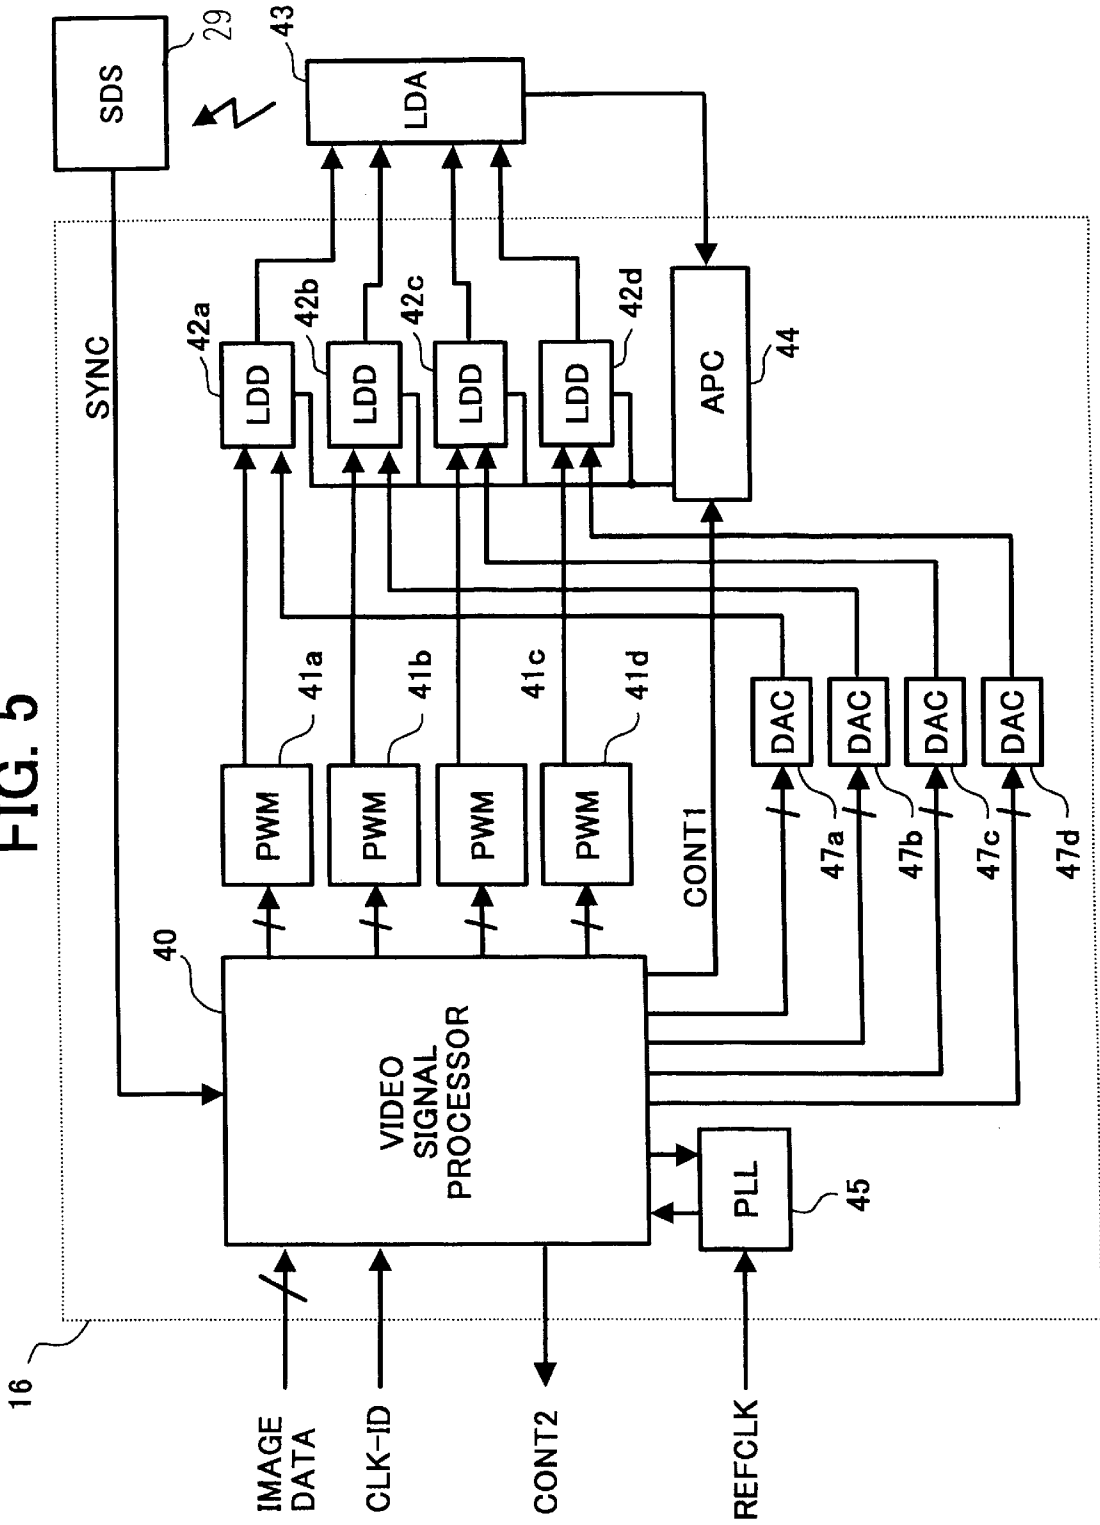 FIG. 5
16
IMAGE
DATA
CLK-ID
CONT2
REFCLK
SYNC
SDS
29
40
VIDEO
SIGNAL
PROCESSOR
PLL
45
PWM
41a
PWM
41b
PWM
41c
PWM
41d
CONT1
DAC
47a
DAC
47b
DAC
47c
DAC
47d
LDD
42a
LDD
42b
LDD
42c
LDD
42d
APC
44
LDA
43